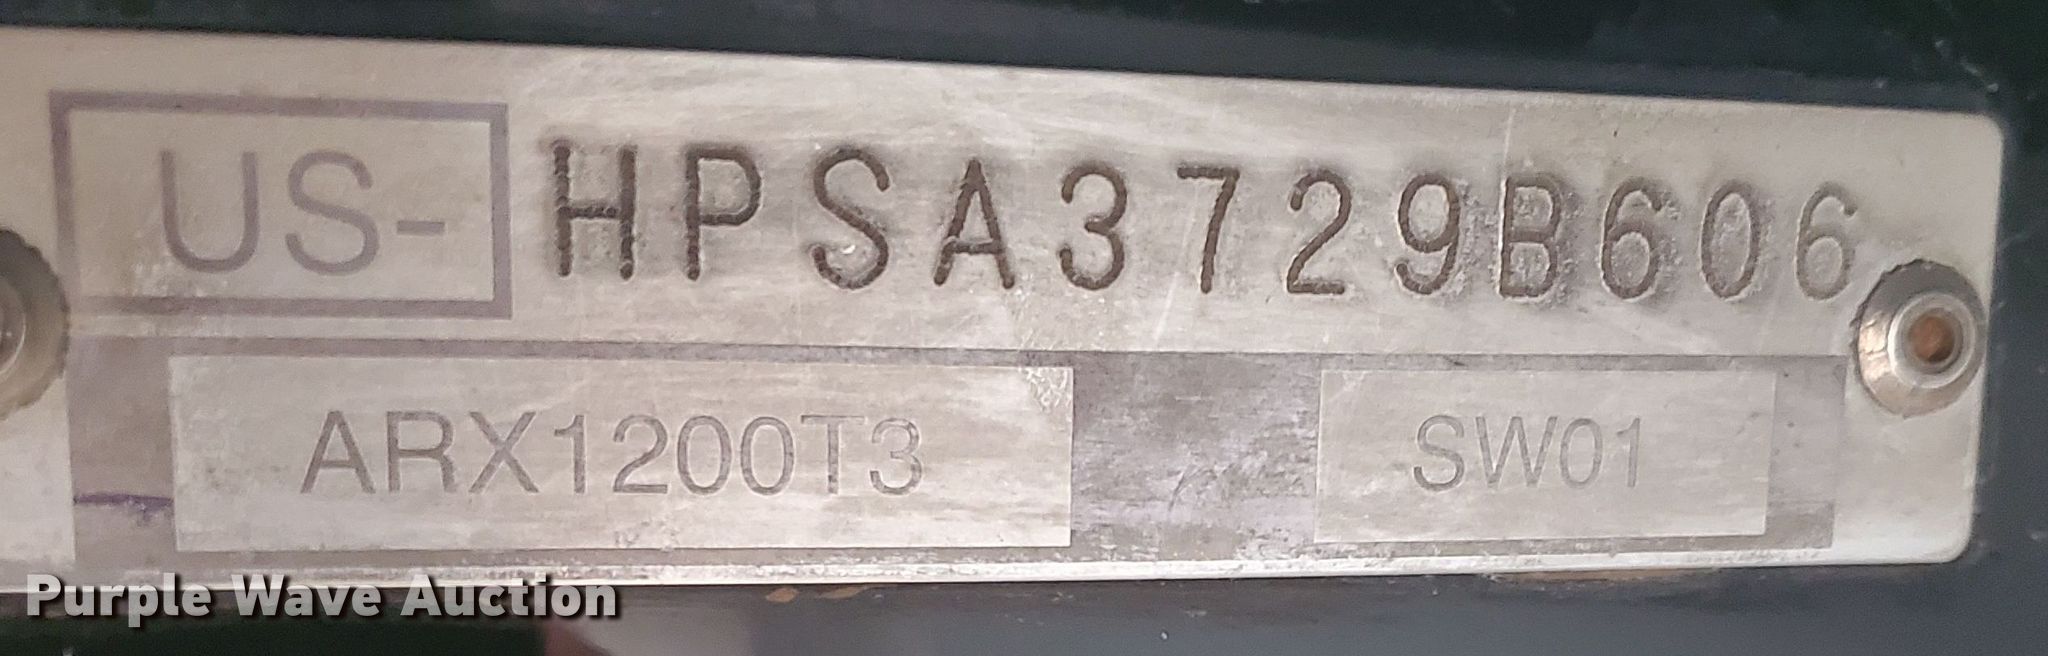 US-HPSA3729B606
ARX1200T3 SW01
Purple Wave Auction